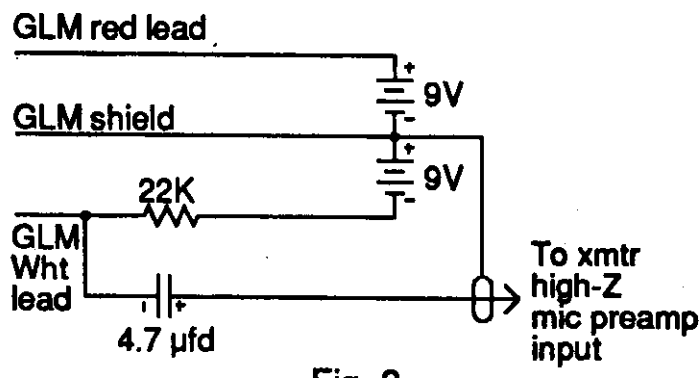 GLM red lead
+
9V
-
GLM shield
+
9V
-
22K
GLM
Wht
lead
- +
4.7 µfd
To xmtr
high-Z
mic preamp
input